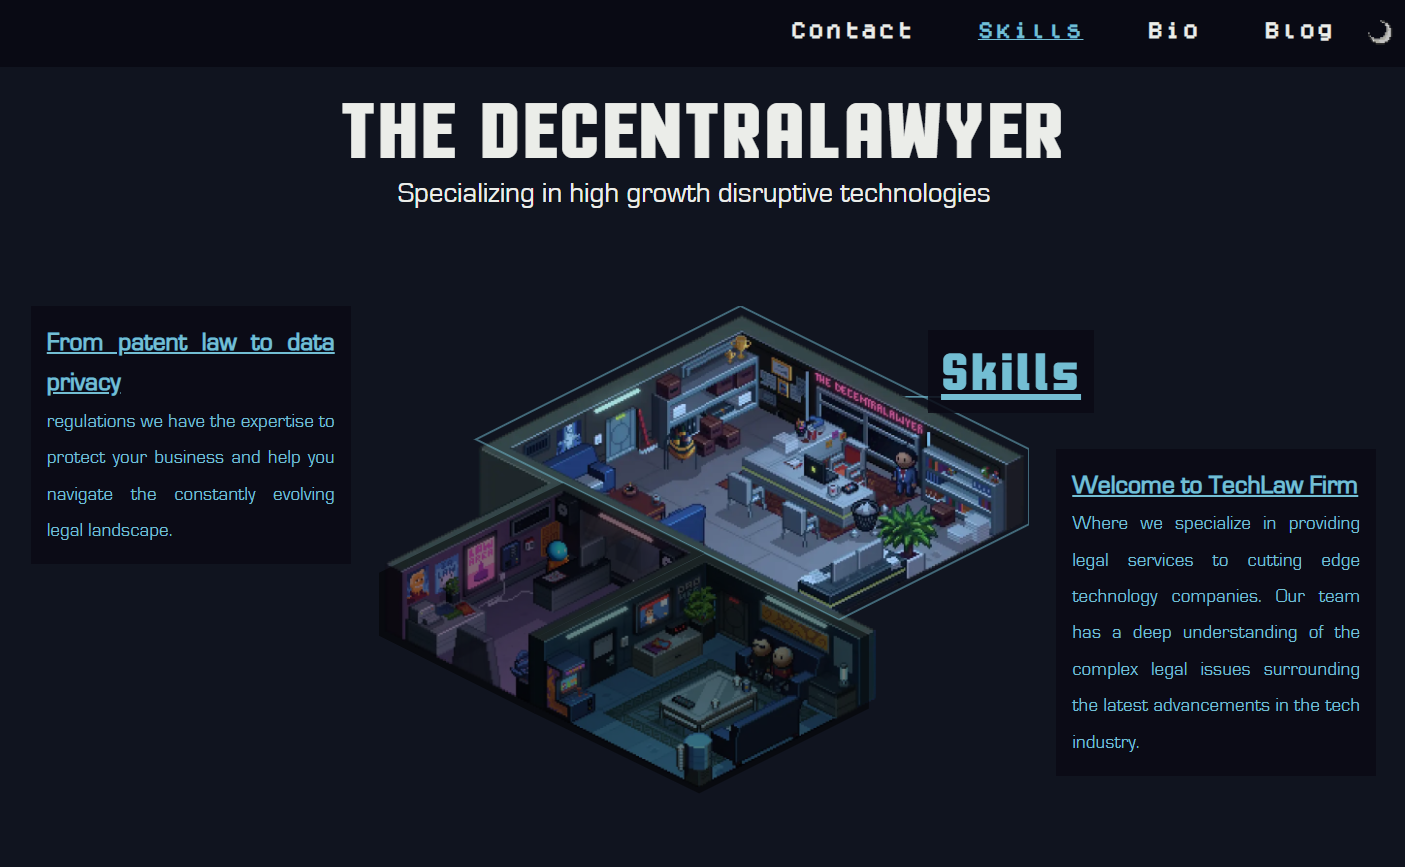 Contact Skills Bio Blog
THE DECENTRALAWYER
Specializing in high growth disruptive technologies
From patent law to data
privacy
regulations we have the expertise to
protect your business and help you
navigate the constantly evolving
legal landscape.
THE DECENTRALAWYER
Skills
Welcome to TechLaw Firm
Where we specialize in providing
legal services to cutting edge
technology companies. Our team
has a deep understanding of the
complex legal issues surrounding
the latest advancements in the tech
industry.